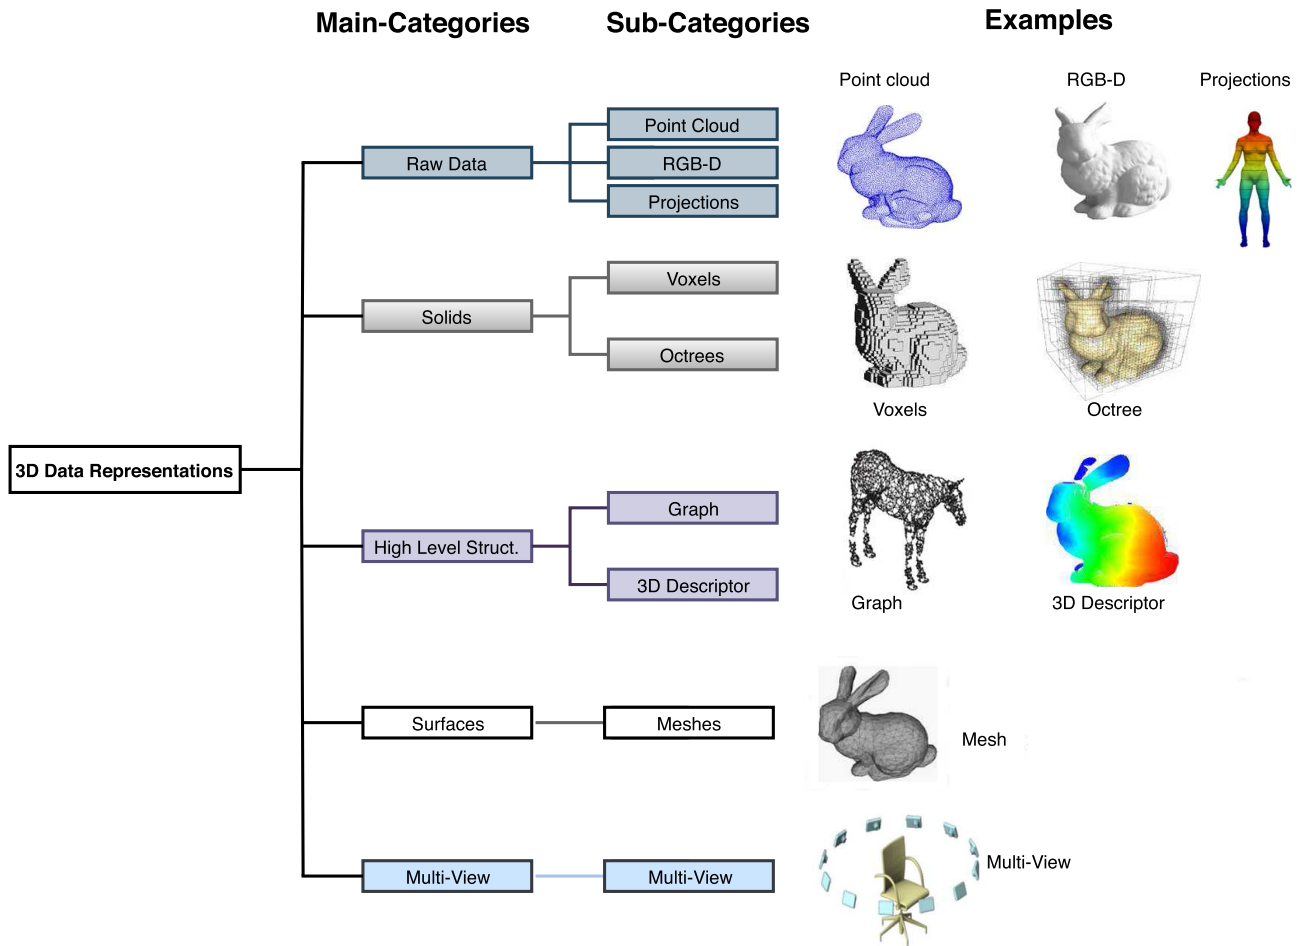 Main-Categories
Sub-Categories
Examples
Point cloud
RGB-D
Projections
Point Cloud
Raw Data
RGB-D
Projections
Voxels
Solids
Octrees
Voxels
Octree
3D Data Representations
Graph
High Level Struct.
3D Descriptor
Graph
3D Descriptor
Surfaces
Meshes
Mesh
Multi-View
Multi-View
Multi-View